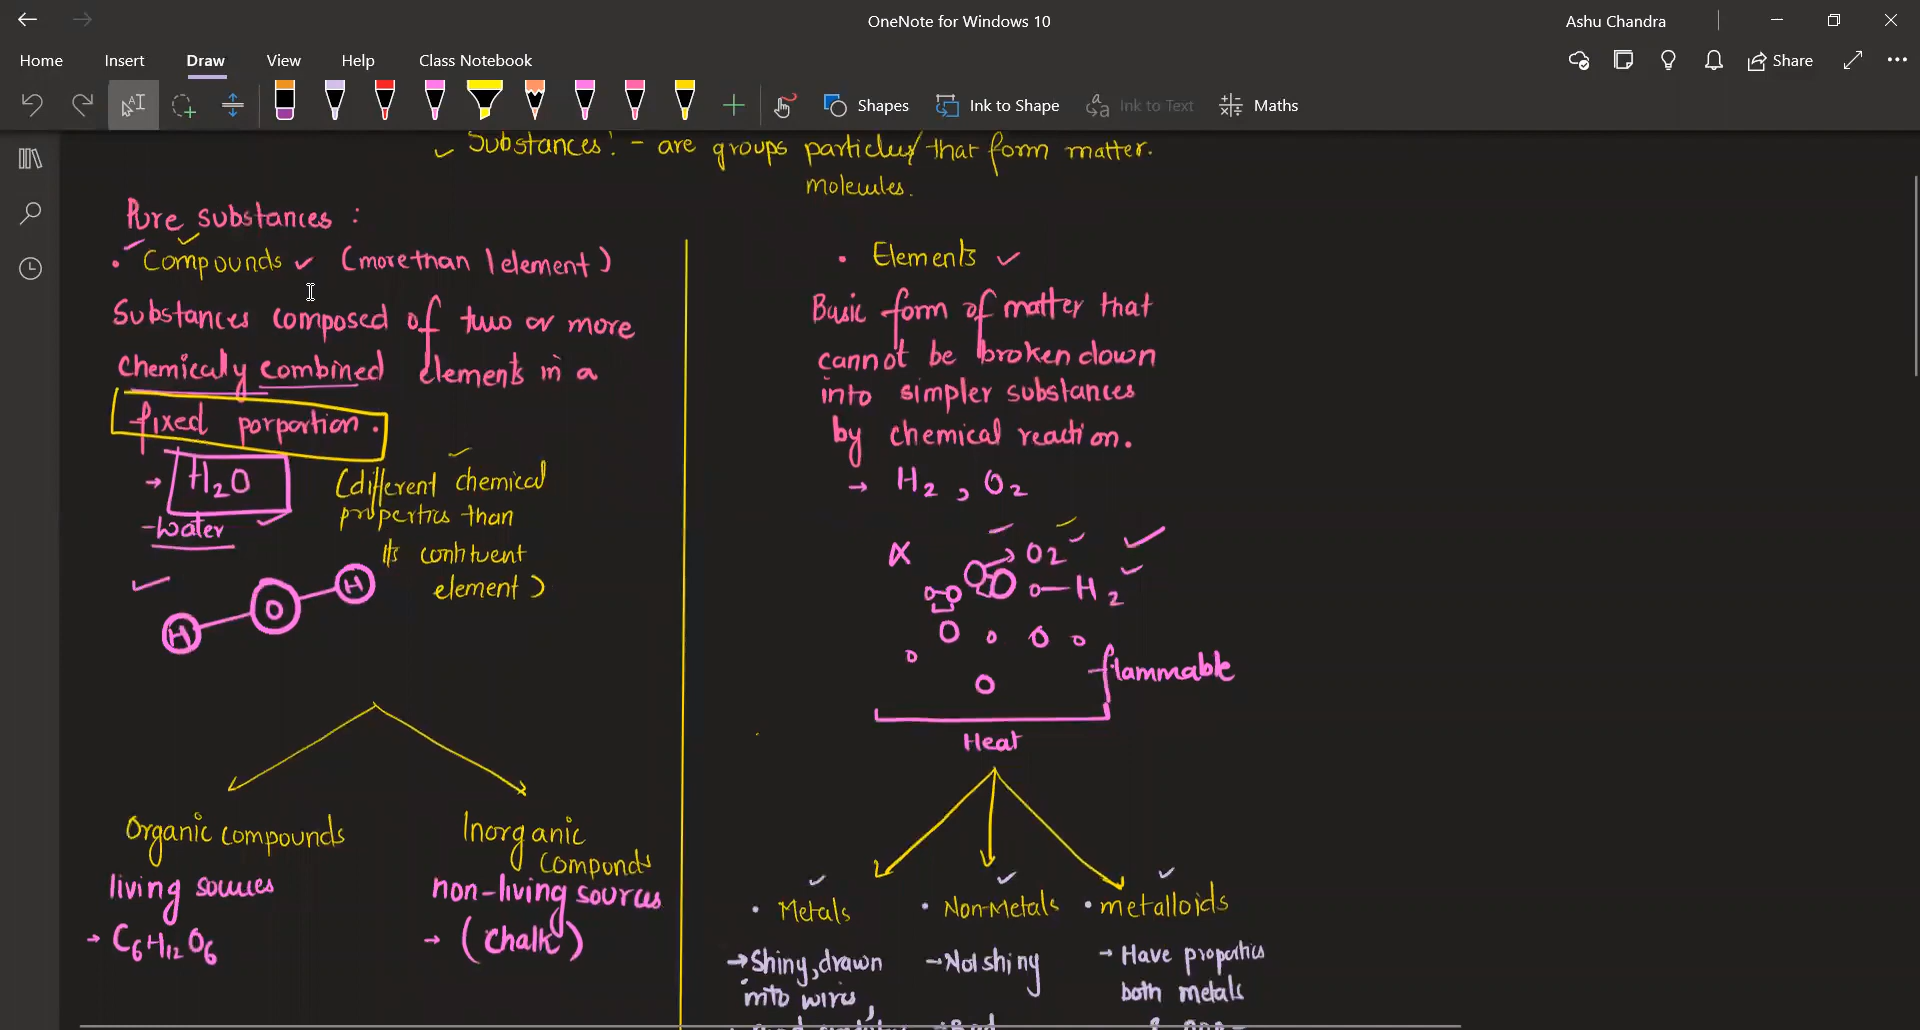 OneNote for Windows 10
Ashu Chandra
Home Insert Draw View Help Class Notebook
Share
Shapes Ink to Shape Ink to Text Maths
Substances: - are groups particles/ that form matter.
molecules.
Pure substances :
• Compounds (more than 1 element)
Substances composed of two or more
chemically combined elements in a
fixed porportion.
→ H2O
- Water
(different chemical
properties than
its
element)
H O H
Organic compounds
living sources
→ C6H12O6
Inorganic
compounds
non-living sources
→ (Chalk)
• Elements
Basic form of matter that
cannot be broken down
into simpler substances
by chemical reaction.
→ H2, O2
O2
H2
flammable
Heat
• Metals
→ Shiny, drawn
into wires,
• Non-Metals
- Not shiny
• metalloids
→ Have properties
both metals